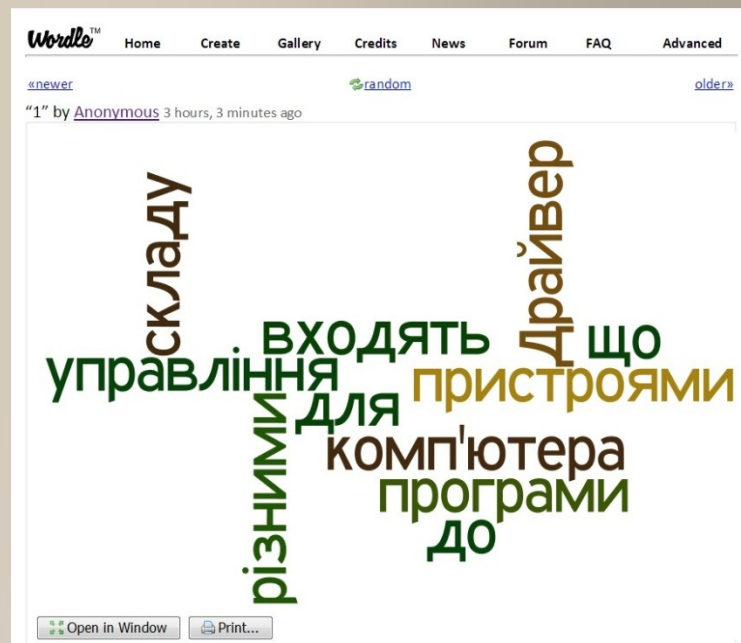 Wordle™ Home Create Gallery Credits News Forum FAQ Advanced
«newer random older»
“1” by Anonymous 3 hours, 3 minutes ago
складу
Драйвер
входять
що
управління
пристроями
для
різними
комп'ютера
програми
до
Open in Window Print...